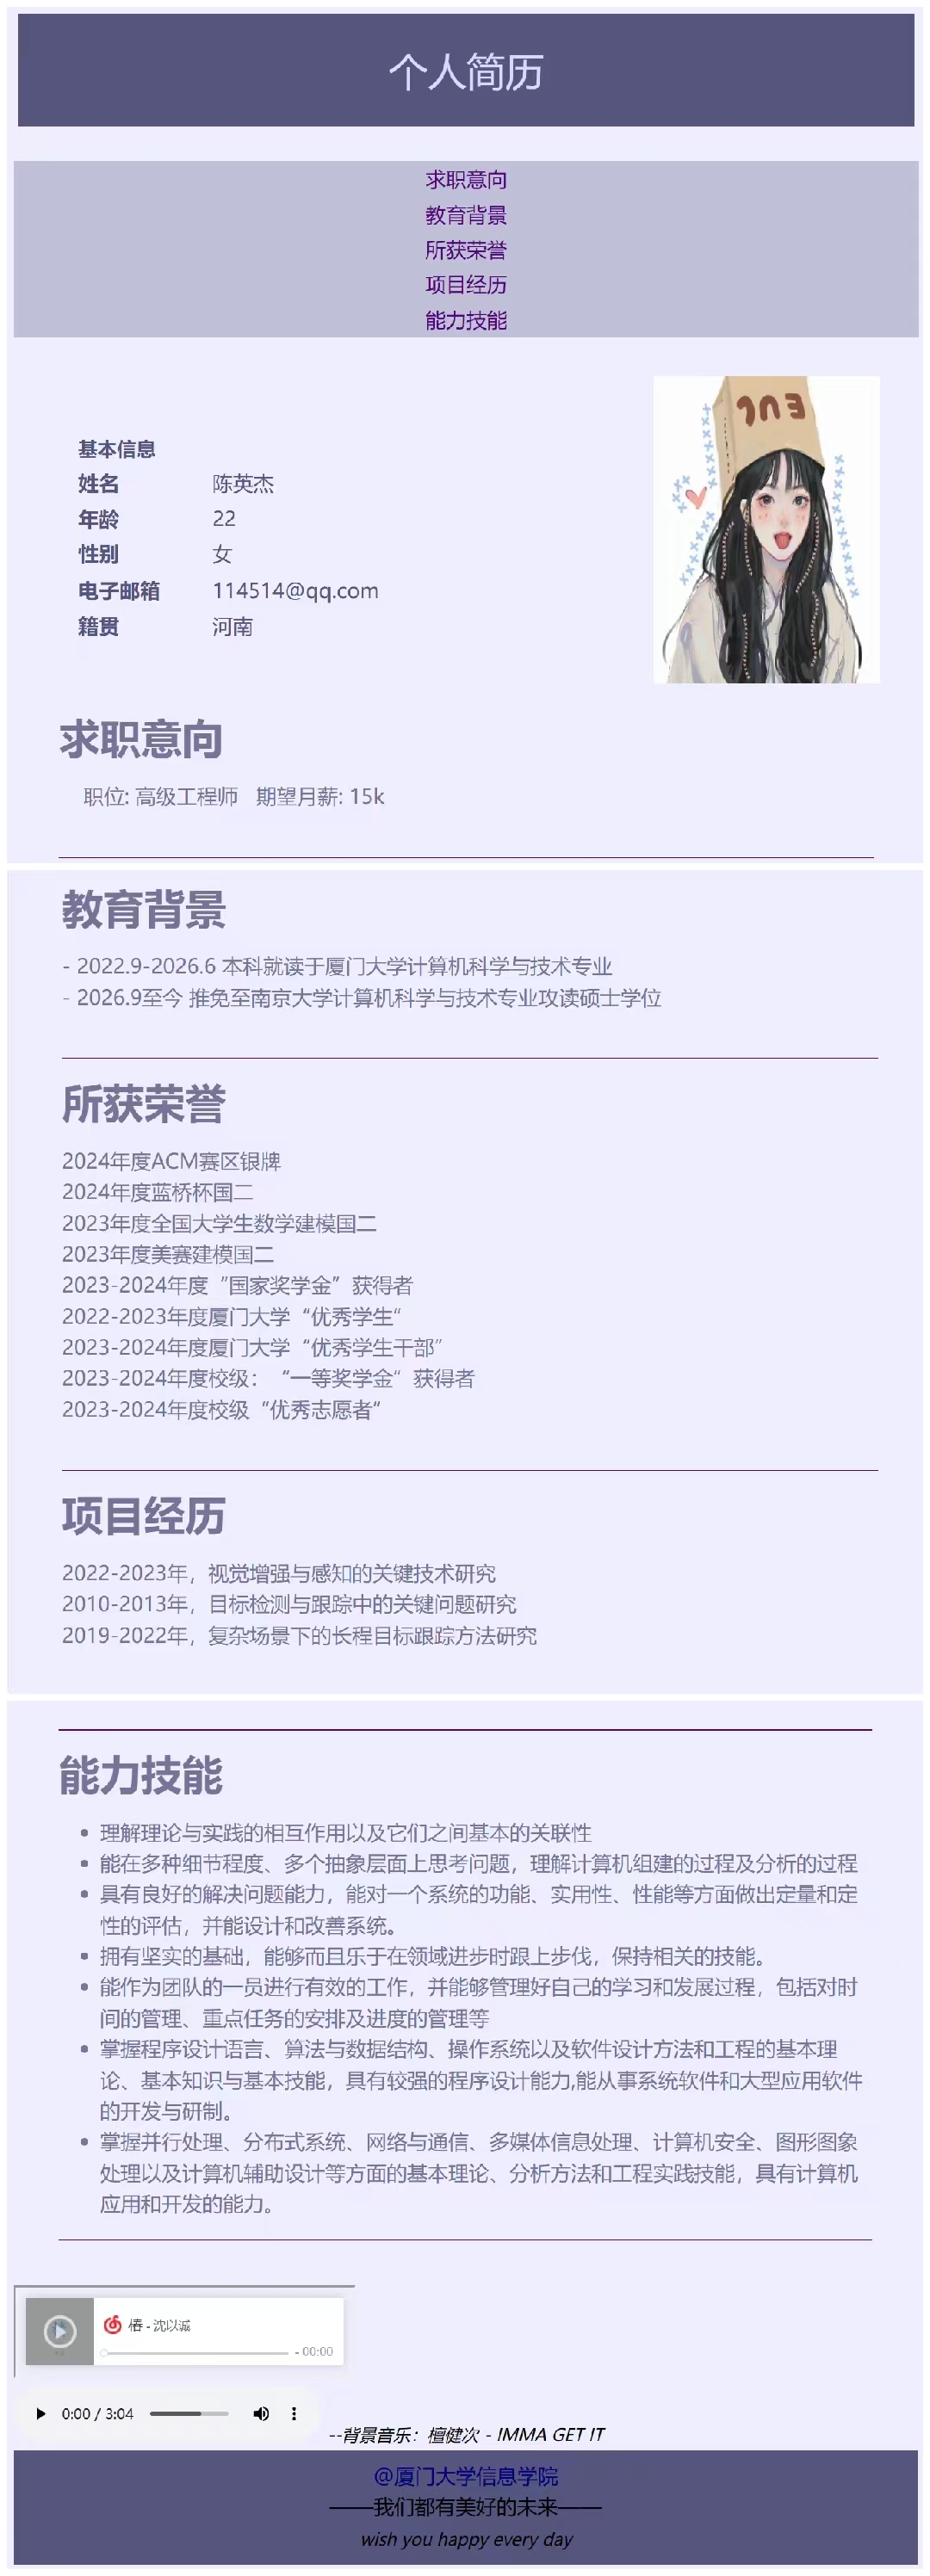 个人简历
求职意向
教育背景
所获荣誉
项目经历
能力技能
基本信息
姓名 陈英杰
年龄 22
性别 女
电子邮箱 114514@qq.com
籍贯 河南
求职意向
职位: 高级工程师 期望月薪: 15k
教育背景
- 2022.9-2026.6 本科就读于厦门大学计算机科学与技术专业
- 2026.9至今 推免至南京大学计算机科学与技术专业攻读硕士学位
所获荣誉
2024年度ACM赛区银牌
2024年度蓝桥杯国二
2023年度全国大学生数学建模国二
2023年度美赛建模国二
2023-2024年度“国家奖学金”获得者
2022-2023年度厦门大学“优秀学生“
2023-2024年度厦门大学“优秀学生干部”
2023-2024年度校级：“一等奖学金“获得者
2023-2024年度校级“优秀志愿者“
项目经历
2022-2023年，视觉增强与感知的关键技术研究
2010-2013年，目标检测与跟踪中的关键问题研究
2019-2022年，复杂场景下的长程目标跟踪方法研究
能力技能
• 理解理论与实践的相互作用以及它们之间基本的关联性
• 能在多种细节程度、多个抽象层面上思考问题，理解计算机组建的过程及分析的过程
• 具有良好的解决问题能力，能对一个系统的功能、实用性、性能等方面做出定量和定
性的评估，并能设计和改善系统。
• 拥有坚实的基础，能够而且乐于在领域进步时跟上步伐，保持相关的技能。
• 能作为团队的一员进行有效的工作，并能够管理好自己的学习和发展过程，包括对时
间的管理、重点任务的安排及进度的管理等
• 掌握程序设计语言、算法与数据结构、操作系统以及软件设计方法和工程的基本理
论、基本知识与基本技能，具有较强的程序设计能力,能从事系统软件和大型应用软件
的开发与研制。
• 掌握并行处理、分布式系统、网络与通信、多媒体信息处理、计算机安全、图形图象
处理以及计算机辅助设计等方面的基本理论、分析方法和工程实践技能，具有计算机
应用和开发的能力。
椿 - 沈以诚
- 00:00
0:00 / 3:04
--背景音乐：檀健次 - IMMA GET IT
@厦门大学信息学院
——我们都有美好的未来——
wish you happy every day